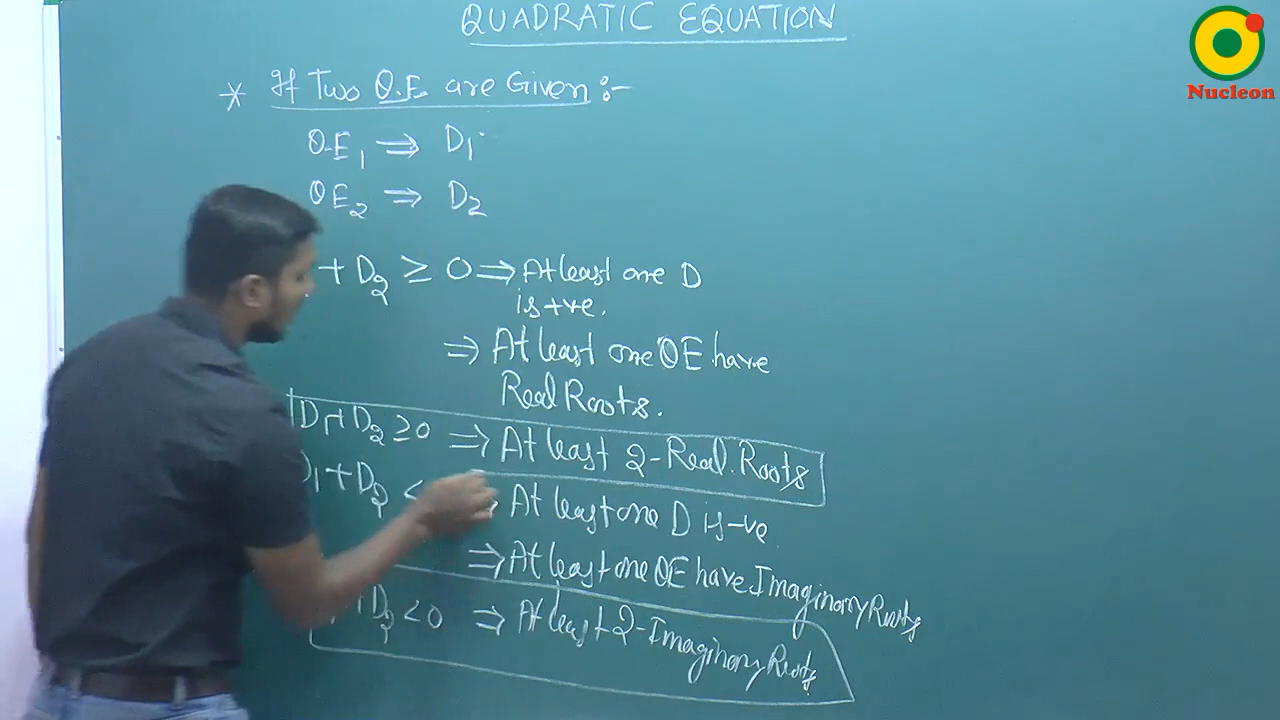 QUADRATIC EQUATION
Nucleon
* If Two Q.E are Given :-
Q.E1 ⇒ D1
QE2 ⇒ D2
+ D2 ≥ 0 ⇒ At least one D
is +ve.
⇒ At least one QE have
Real Roots.
D1+D2 ≥0 ⇒ At least 2-Real.Roots
D1+D2 < ⇒ At least one D is -ve
⇒ At least one QE have Imaginary Roots
+D2 <0 ⇒ At least 2-Imaginary Roots